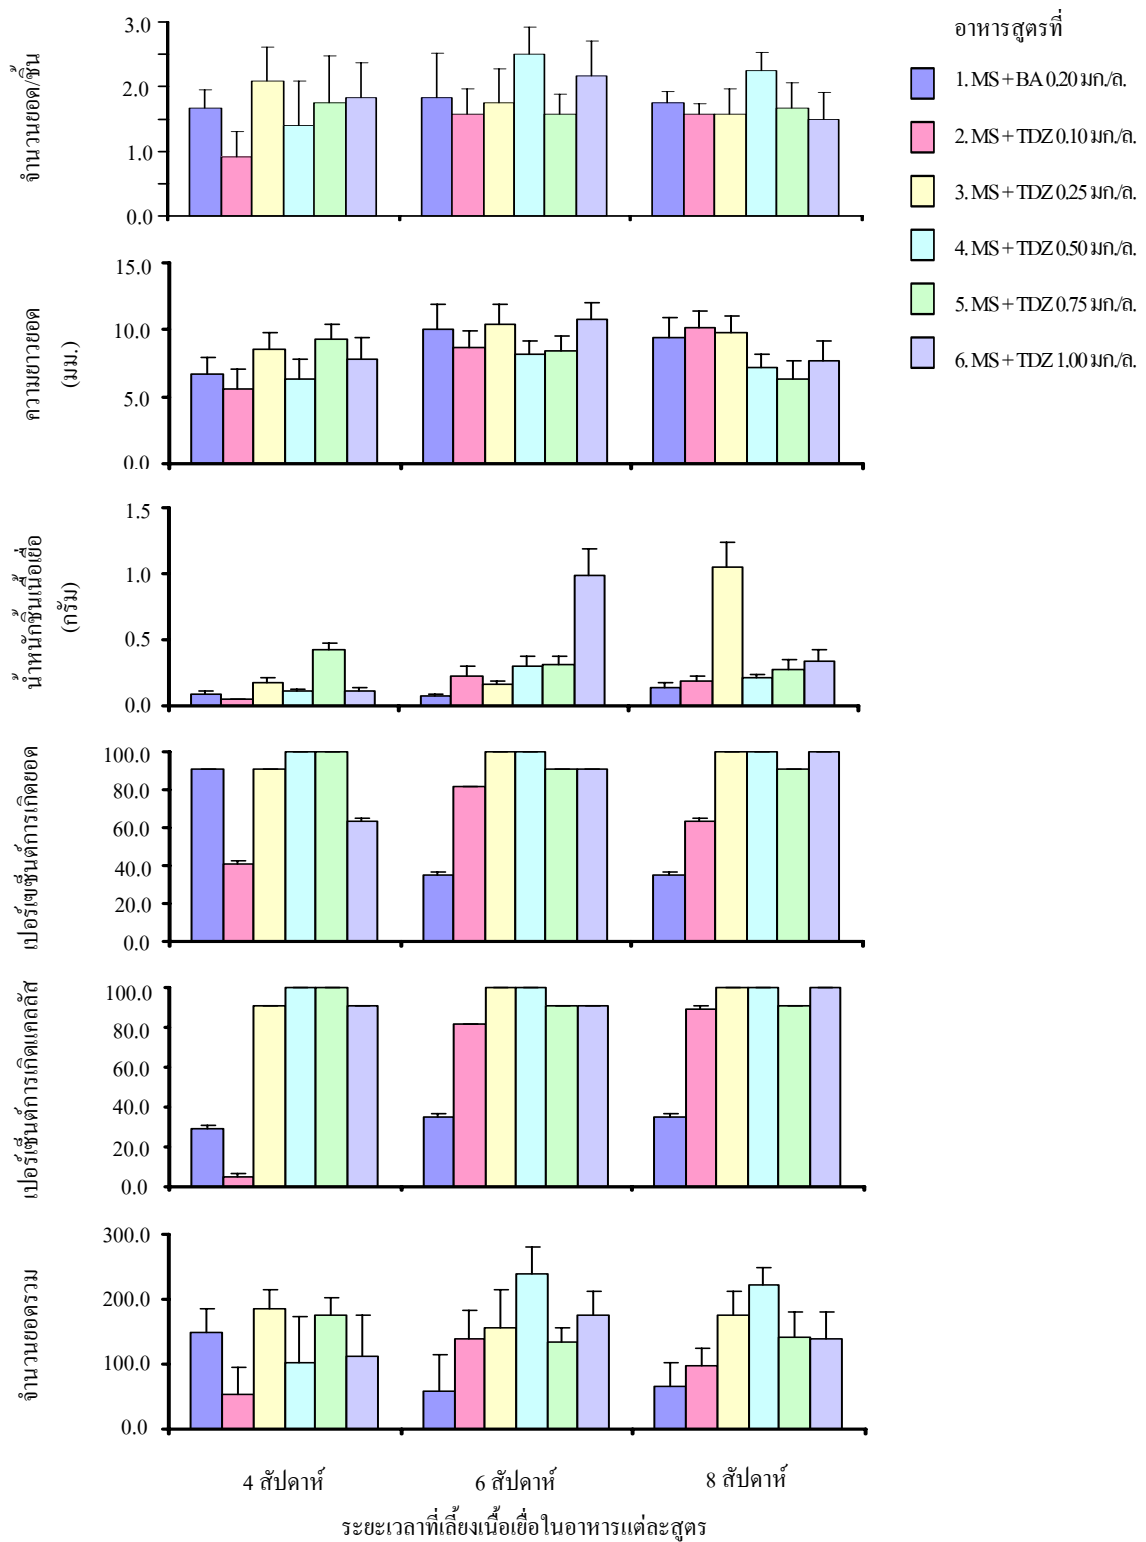 อาหารสูตรที่
1. MS + BA 0.20 มก./ล.
2. MS + TDZ 0.10 มก./ล.
3. MS + TDZ 0.25 มก./ล.
4. MS + TDZ 0.50 มก./ล.
5. MS + TDZ 0.75 มก./ล.
6. MS + TDZ 1.00 มก./ล.
จำนวนยอด/ชิ้น
3.0
2.0
1.0
0.0
ความยาวยอด
(มม.)
15.0
10.0
5.0
0.0
น้ำหนักชิ้นเนื้อเยื่อ
(กรัม)
1.5
1.0
0.5
0.0
เปอร์เซ็นต์การเกิดยอด
100.0
80.0
60.0
40.0
20.0
0.0
เปอร์เซ็นต์การเกิดแคลลัส
100.0
80.0
60.0
40.0
20.0
0.0
จำนวนยอดรวม
300.0
200.0
100.0
0.0
4 สัปดาห์ 6 สัปดาห์ 8 สัปดาห์
ระยะเวลาที่เลี้ยงเนื้อเยื่อในอาหารแต่ละสูตร